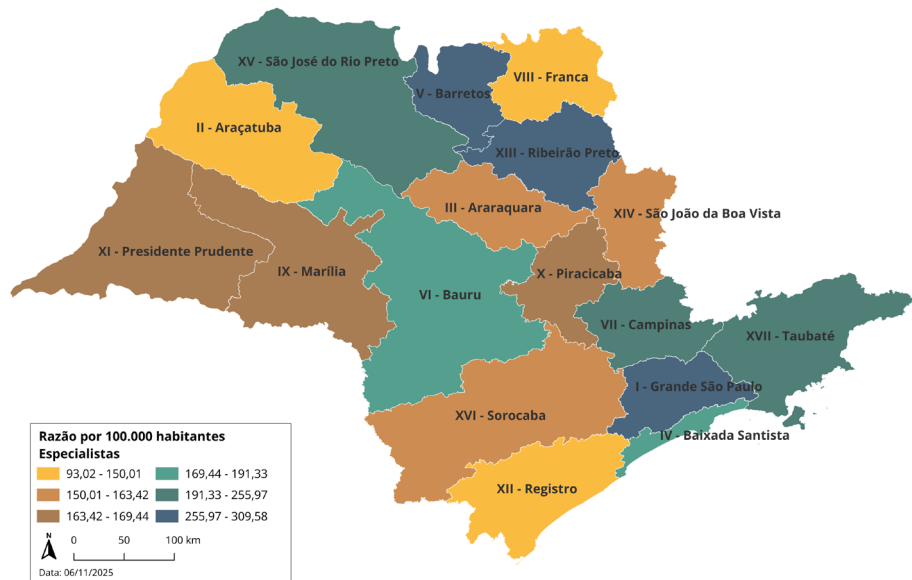 XV - São José do Rio Preto
VIII - Franca
V - Barretos
II - Araçatuba
XIII - Ribeirão Preto
III - Araraquara
XIV - São João da Boa Vista
XI - Presidente Prudente
IX - Marília
X - Piracicaba
VI - Bauru
VII - Campinas
XVII - Taubaté
I - Grande São Paulo
XVI - Sorocaba
IV - Baixada Santista
XII - Registro
Razão por 100.000 habitantes
Especialistas
93,02 - 150,01
169,44 - 191,33
150,01 - 163,42
191,33 - 255,97
163,42 - 169,44
255,97 - 309,58
N
0 50 100 km
Data: 06/11/2025